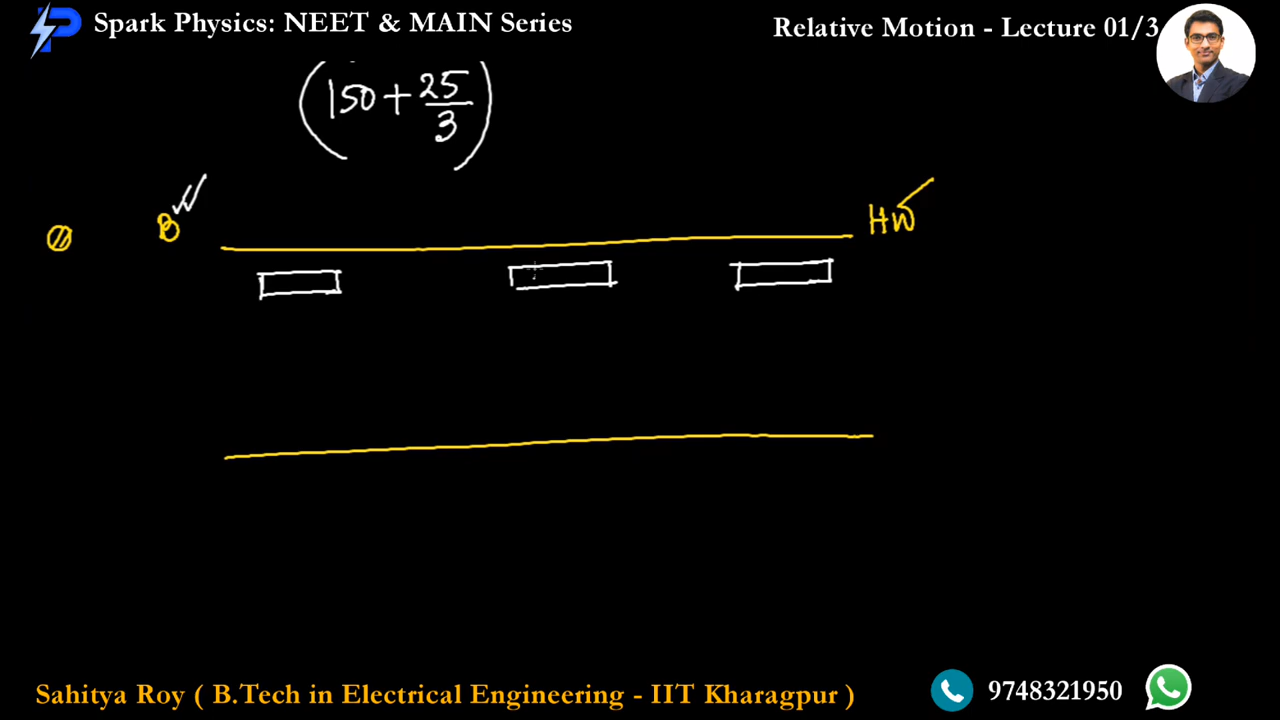 Spark Physics: NEET & MAIN Series
Relative Motion - Lecture 01/3
(150 + 25/3)
B
HW
Sahitya Roy ( B.Tech in Electrical Engineering - IIT Kharagpur )
9748321950